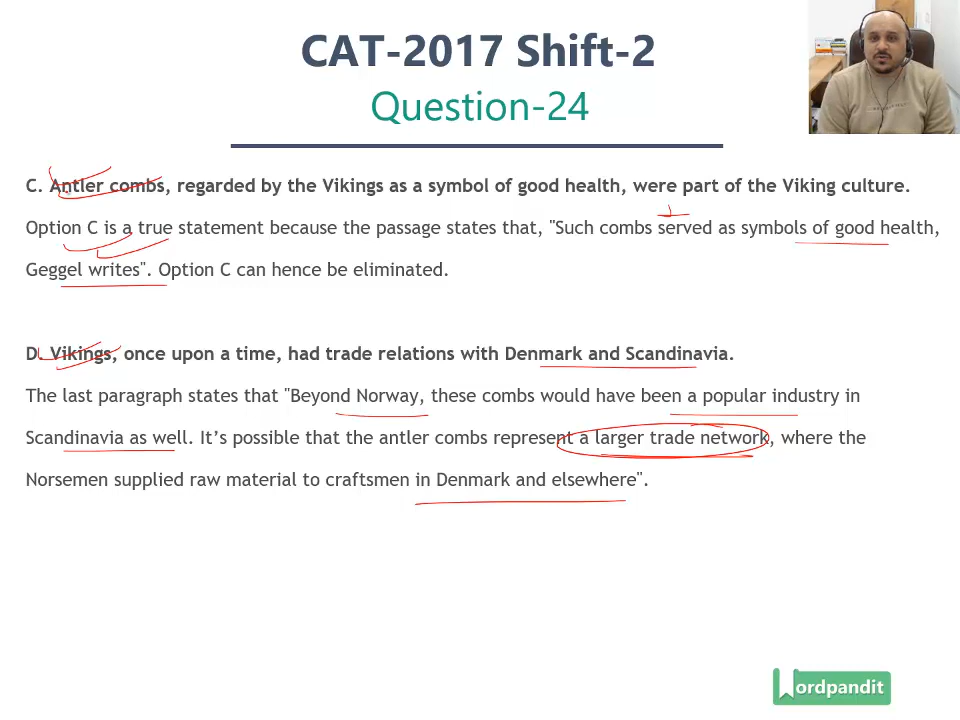 CAT-2017 Shift-2
Question-24
C. Antler combs, regarded by the Vikings as a symbol of good health, were part of the Viking culture.
Option C is a true statement because the passage states that, "Such combs served as symbols of good health,
Geggel writes". Option C can hence be eliminated.
D. Vikings, once upon a time, had trade relations with Denmark and Scandinavia.
The last paragraph states that "Beyond Norway, these combs would have been a popular industry in
Scandinavia as well. It’s possible that the antler combs represent a larger trade network, where the
Norsemen supplied raw material to craftsmen in Denmark and elsewhere".
Wordpandit